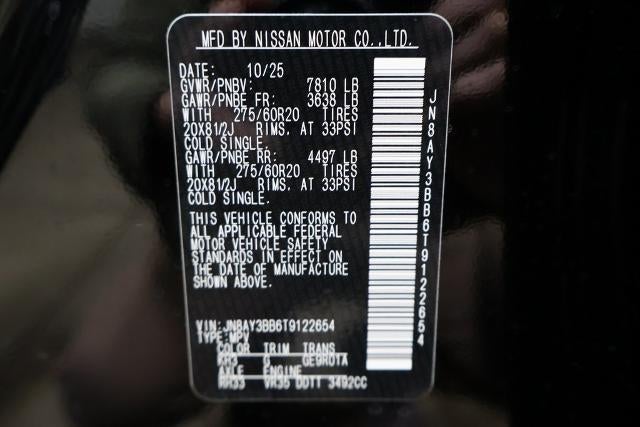 MFD BY NISSAN MOTOR CO.,LTD.
DATE: 10/25
GVWR/PNBV: 7810 LB
GAWR/PNBE FR: 3638 LB
WITH 275/60R20 TIRES
20X81/2J RIMS, AT 33PSI
COLD SINGLE.
GAWR/PNBE RR: 4497 LB
WITH 275/60R20 TIRES
20X81/2J RIMS, AT 33PSI
COLD SINGLE.
THIS VEHICLE CONFORMS TO
ALL APPLICABLE FEDERAL
MOTOR VEHICLE SAFETY
STANDARDS IN EFFECT ON
THE DATE OF MANUFACTURE
SHOWN ABOVE.
VIN: JN8AY3BB6T9122654
TYPE: MPV
COLOR TRIM TRANS
KH3 G GE9R01A
AXLE ENGINE
RR33 VR35 DDTT 3492CC
JN8AY3BB6T9122654